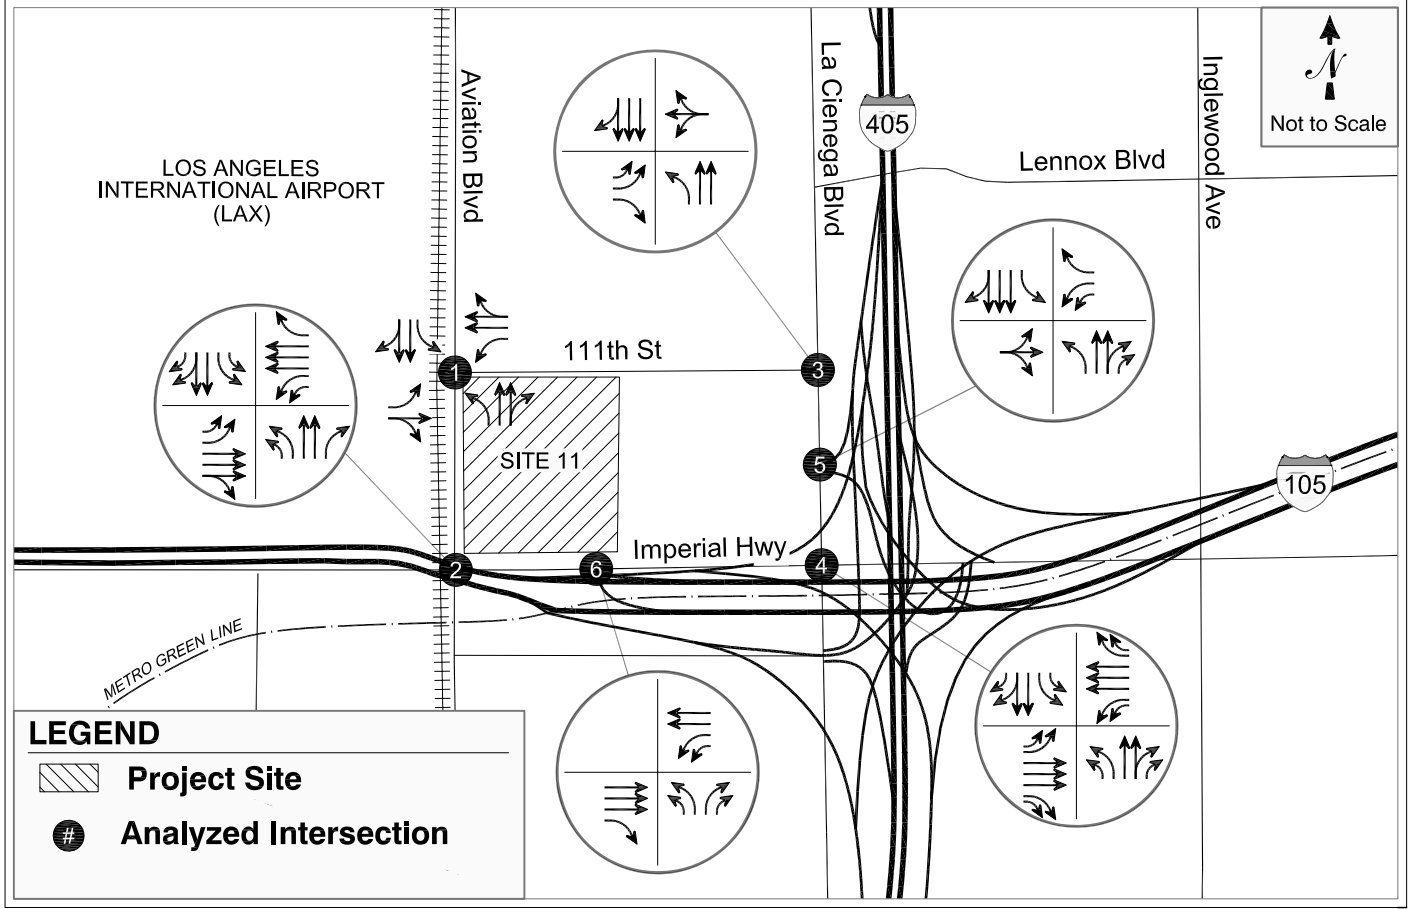 LOS ANGELES
INTERNATIONAL AIRPORT
(LAX)
Aviation Blvd
La Cienega Blvd
405
Lennox Blvd
Inglewood Ave
N
Not to Scale
111th St
1
3
SITE 11
5
105
Imperial Hwy
2
6
4
METRO GREEN LINE
LEGEND
Project Site
# Analyzed Intersection